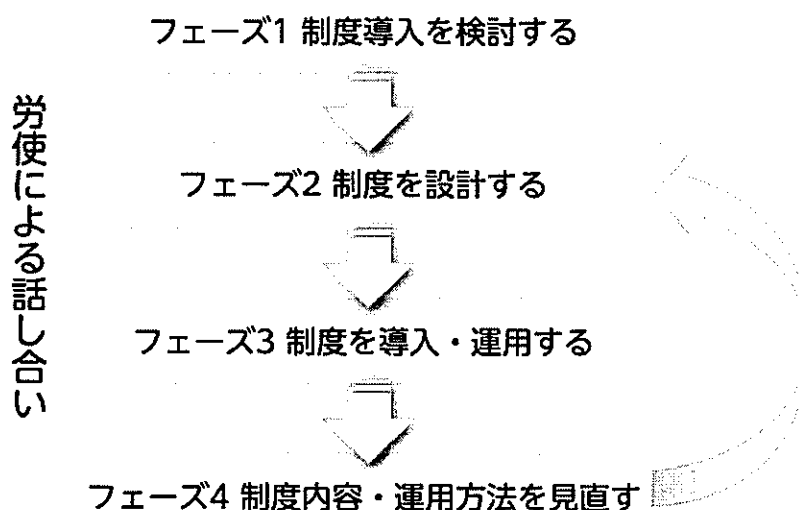 フェーズ1 制度導入を検討する
労使による話し合い
フェーズ2 制度を設計する
フェーズ3 制度を導入・運用する
フェーズ4 制度内容・運用方法を見直す